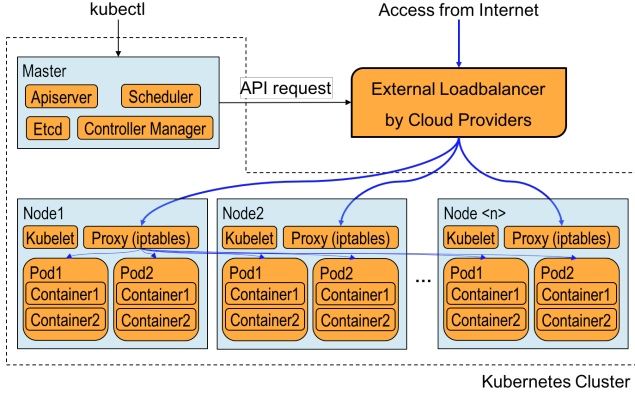 kubectl
Access from Internet
Master
Apiserver
Scheduler
Etcd
Controller Manager
API request
External Loadbalancer
by Cloud Providers
Node1
Kubelet
Proxy (iptables)
Pod1
Container1
Container2
Pod2
Container1
Container2
Node2
Kubelet
Proxy (iptables)
Pod1
Container1
Container2
Pod2
Container1
Container2
...
Node <n>
Kubelet
Proxy (iptables)
Pod1
Container1
Container2
Pod2
Container1
Container2
Kubernetes Cluster